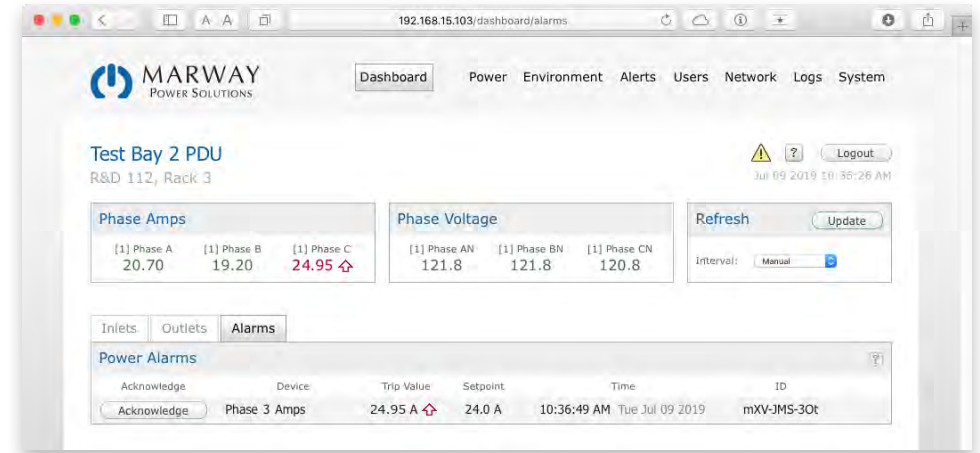 A A
192.168.15.103/dashboard/alarms
MARWAY
POWER SOLUTIONS
Dashboard Power Environment Alerts Users Network Logs System
Test Bay 2 PDU
? Logout
R&D 112, Rack 3
Jul 09 2019 10:36:26 AM
Phase Amps
[1] Phase A [1] Phase B [1] Phase C
20.70 19.20 24.95
Phase Voltage
[1] Phase AN [1] Phase BN [1] Phase CN
121.8 121.8 120.8
Refresh Update
Interval: Manual
Inlets Outlets Alarms
Power Alarms ?
Acknowledge Device Trip Value Setpoint Time ID
Acknowledge Phase 3 Amps 24.95 A 24.0 A 10:36:49 AM Tue Jul 09 2019 mXV-JMS-3Ot